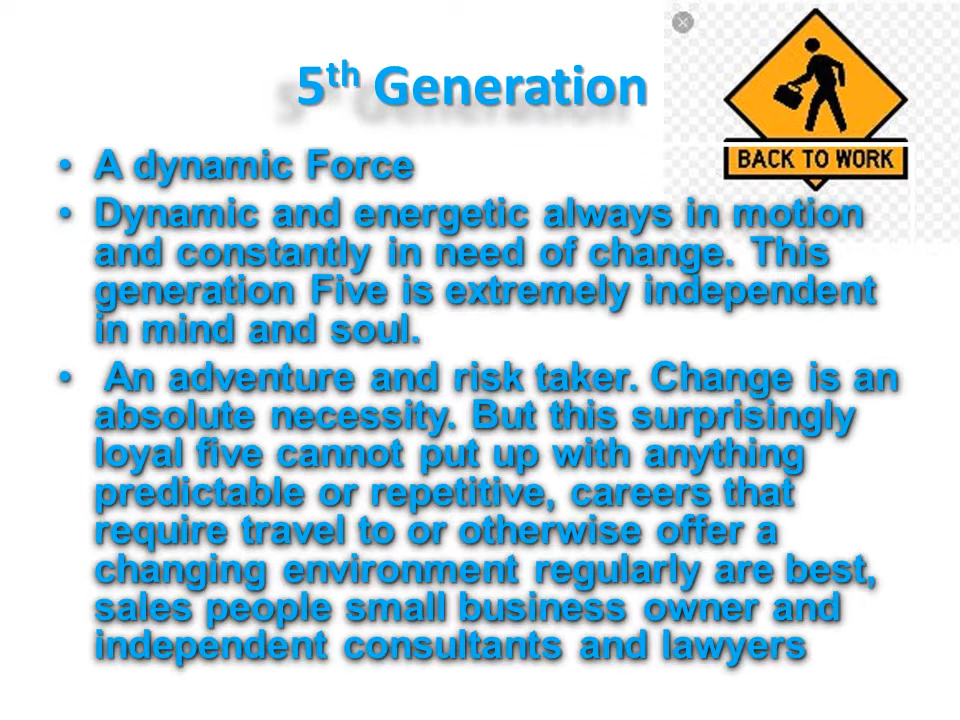 5th Generation
BACK TO WORK
• A dynamic Force
• Dynamic and energetic always in motion
and constantly in need of change. This
generation Five is extremely independent
in mind and soul.
• An adventure and risk taker. Change is an
absolute necessity. But this surprisingly
loyal five cannot put up with anything
predictable or repetitive, careers that
require travel to or otherwise offer a
changing environment regularly are best,
sales people small business owner and
independent consultants and lawyers